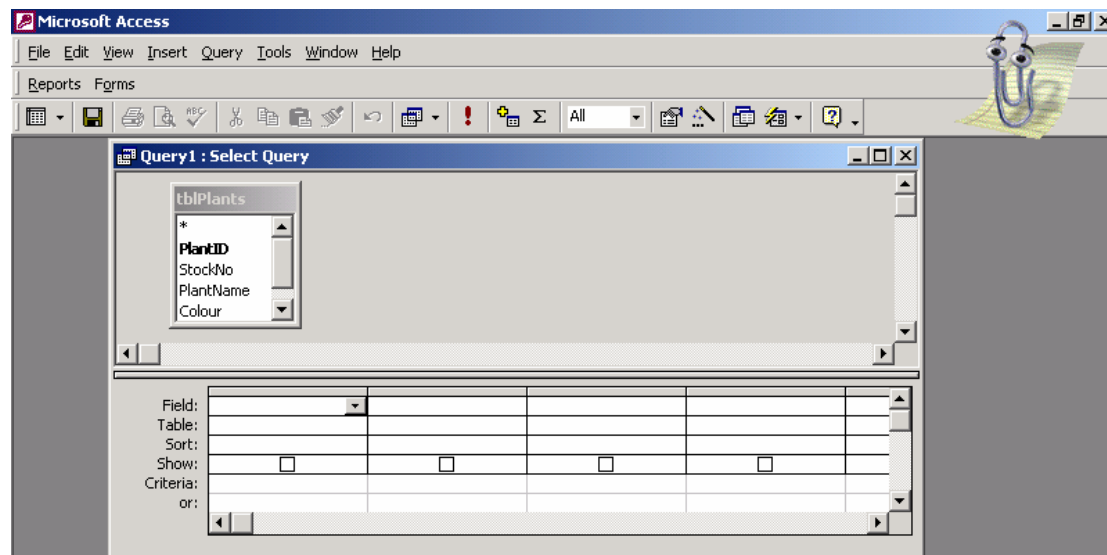 Microsoft Access
File Edit View Insert Query Tools Window Help
Reports Forms
ABC Σ All
Query1 : Select Query
tblPlants
*
PlantID
StockNo
PlantName
Colour
Field:
Table:
Sort:
Show:
Criteria:
or: